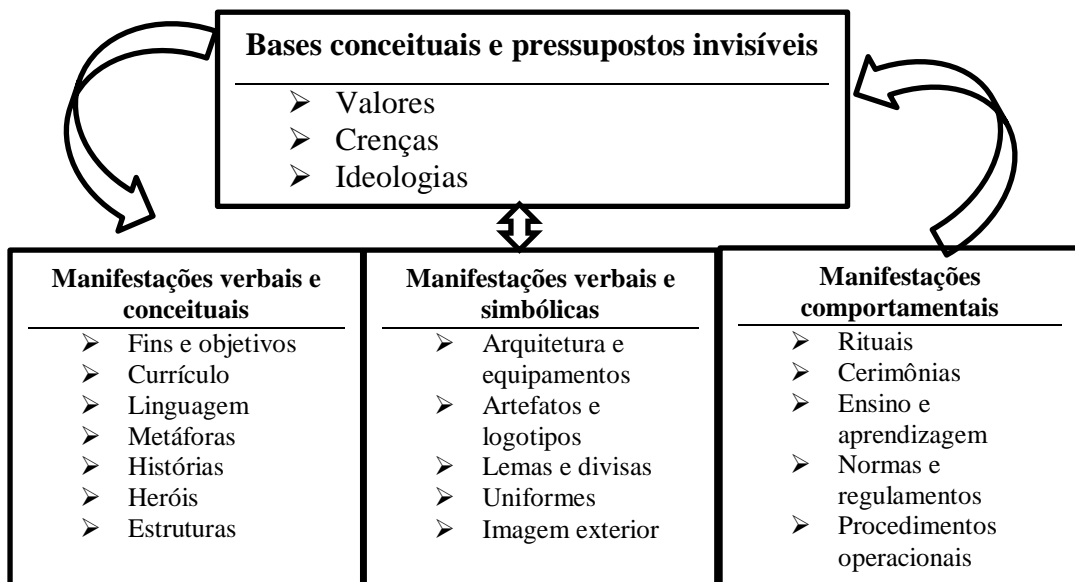 Bases conceituais e pressupostos invisíveis
Valores
Crenças
Ideologias
Manifestações verbais e
conceituais
Fins e objetivos
Currículo
Linguagem
Metáforas
Histórias
Heróis
Estruturas
Manifestações verbais e
simbólicas
Arquitetura e
equipamentos
Artefatos e
logotipos
Lemas e divisas
Uniformes
Imagem exterior
Manifestações
comportamentais
Rituais
Cerimônias
Ensino e
aprendizagem
Normas e
regulamentos
Procedimentos
operacionais